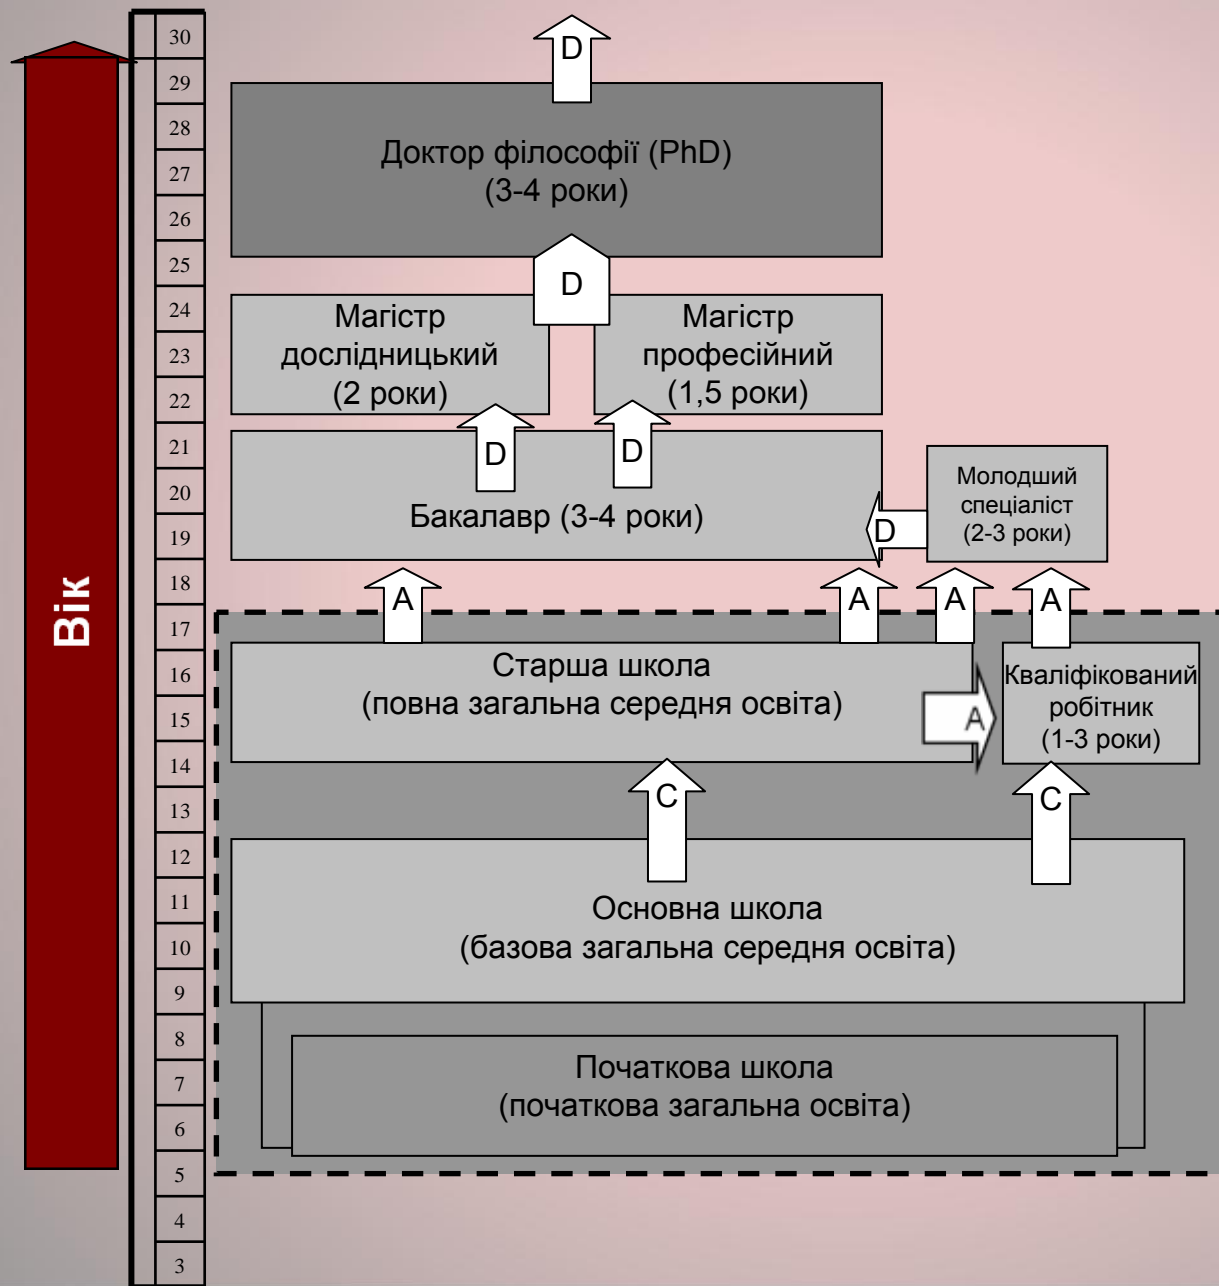 30
29
28
27
26
25
24
23
22
21
20
19
18
17
16
15
14
13
12
11
10
9
8
7
6
5
4
3
Вік
D
Доктор філософії (PhD)
(3-4 роки)
D
Магістр
дослідницький
(2 роки)
Магістр
професійний
(1,5 роки)
D
D
Бакалавр (3-4 роки)
D
Молодший
спеціаліст
(2-3 роки)
A
A
A
A
Старша школа
(повна загальна середня освіта)
A
Кваліфікований
робітник
(1-3 роки)
C
C
Основна школа
(базова загальна середня освіта)
Початкова школа
(початкова загальна освіта)